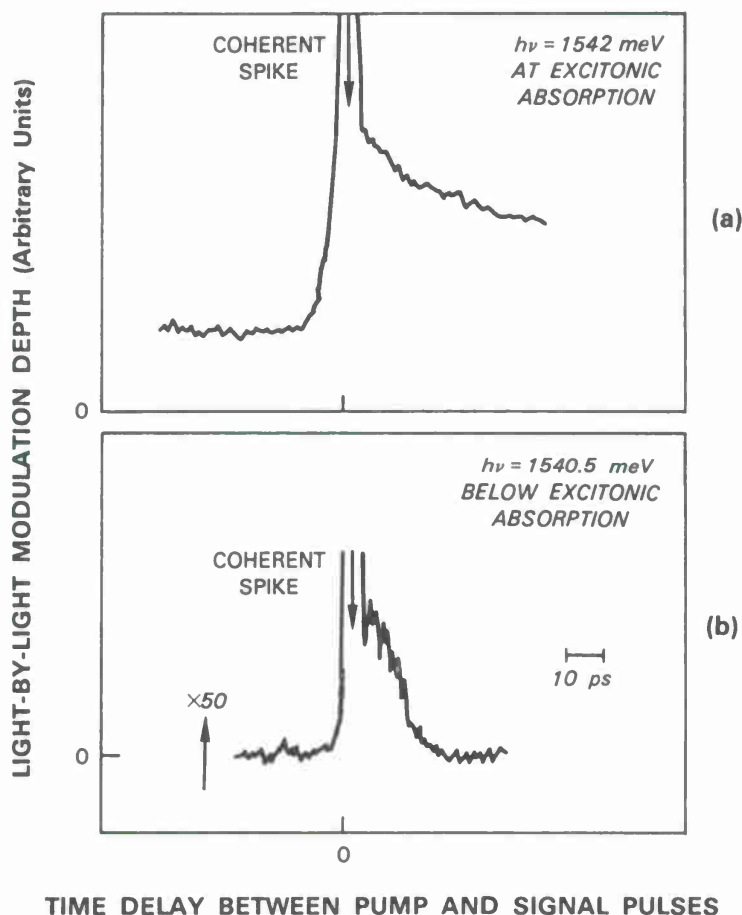 LIGHT-BY-LIGHT MODULATION DEPTH (Arbitrary Units)
COHERENT
SPIKE
hν = 1542 meV
AT EXCITONIC
ABSORPTION
0
(a)
hν = 1540.5 meV
BELOW EXCITONIC
ABSORPTION
COHERENT
SPIKE
×50
10 ps
0
(b)
0
TIME DELAY BETWEEN PUMP AND SIGNAL PULSES